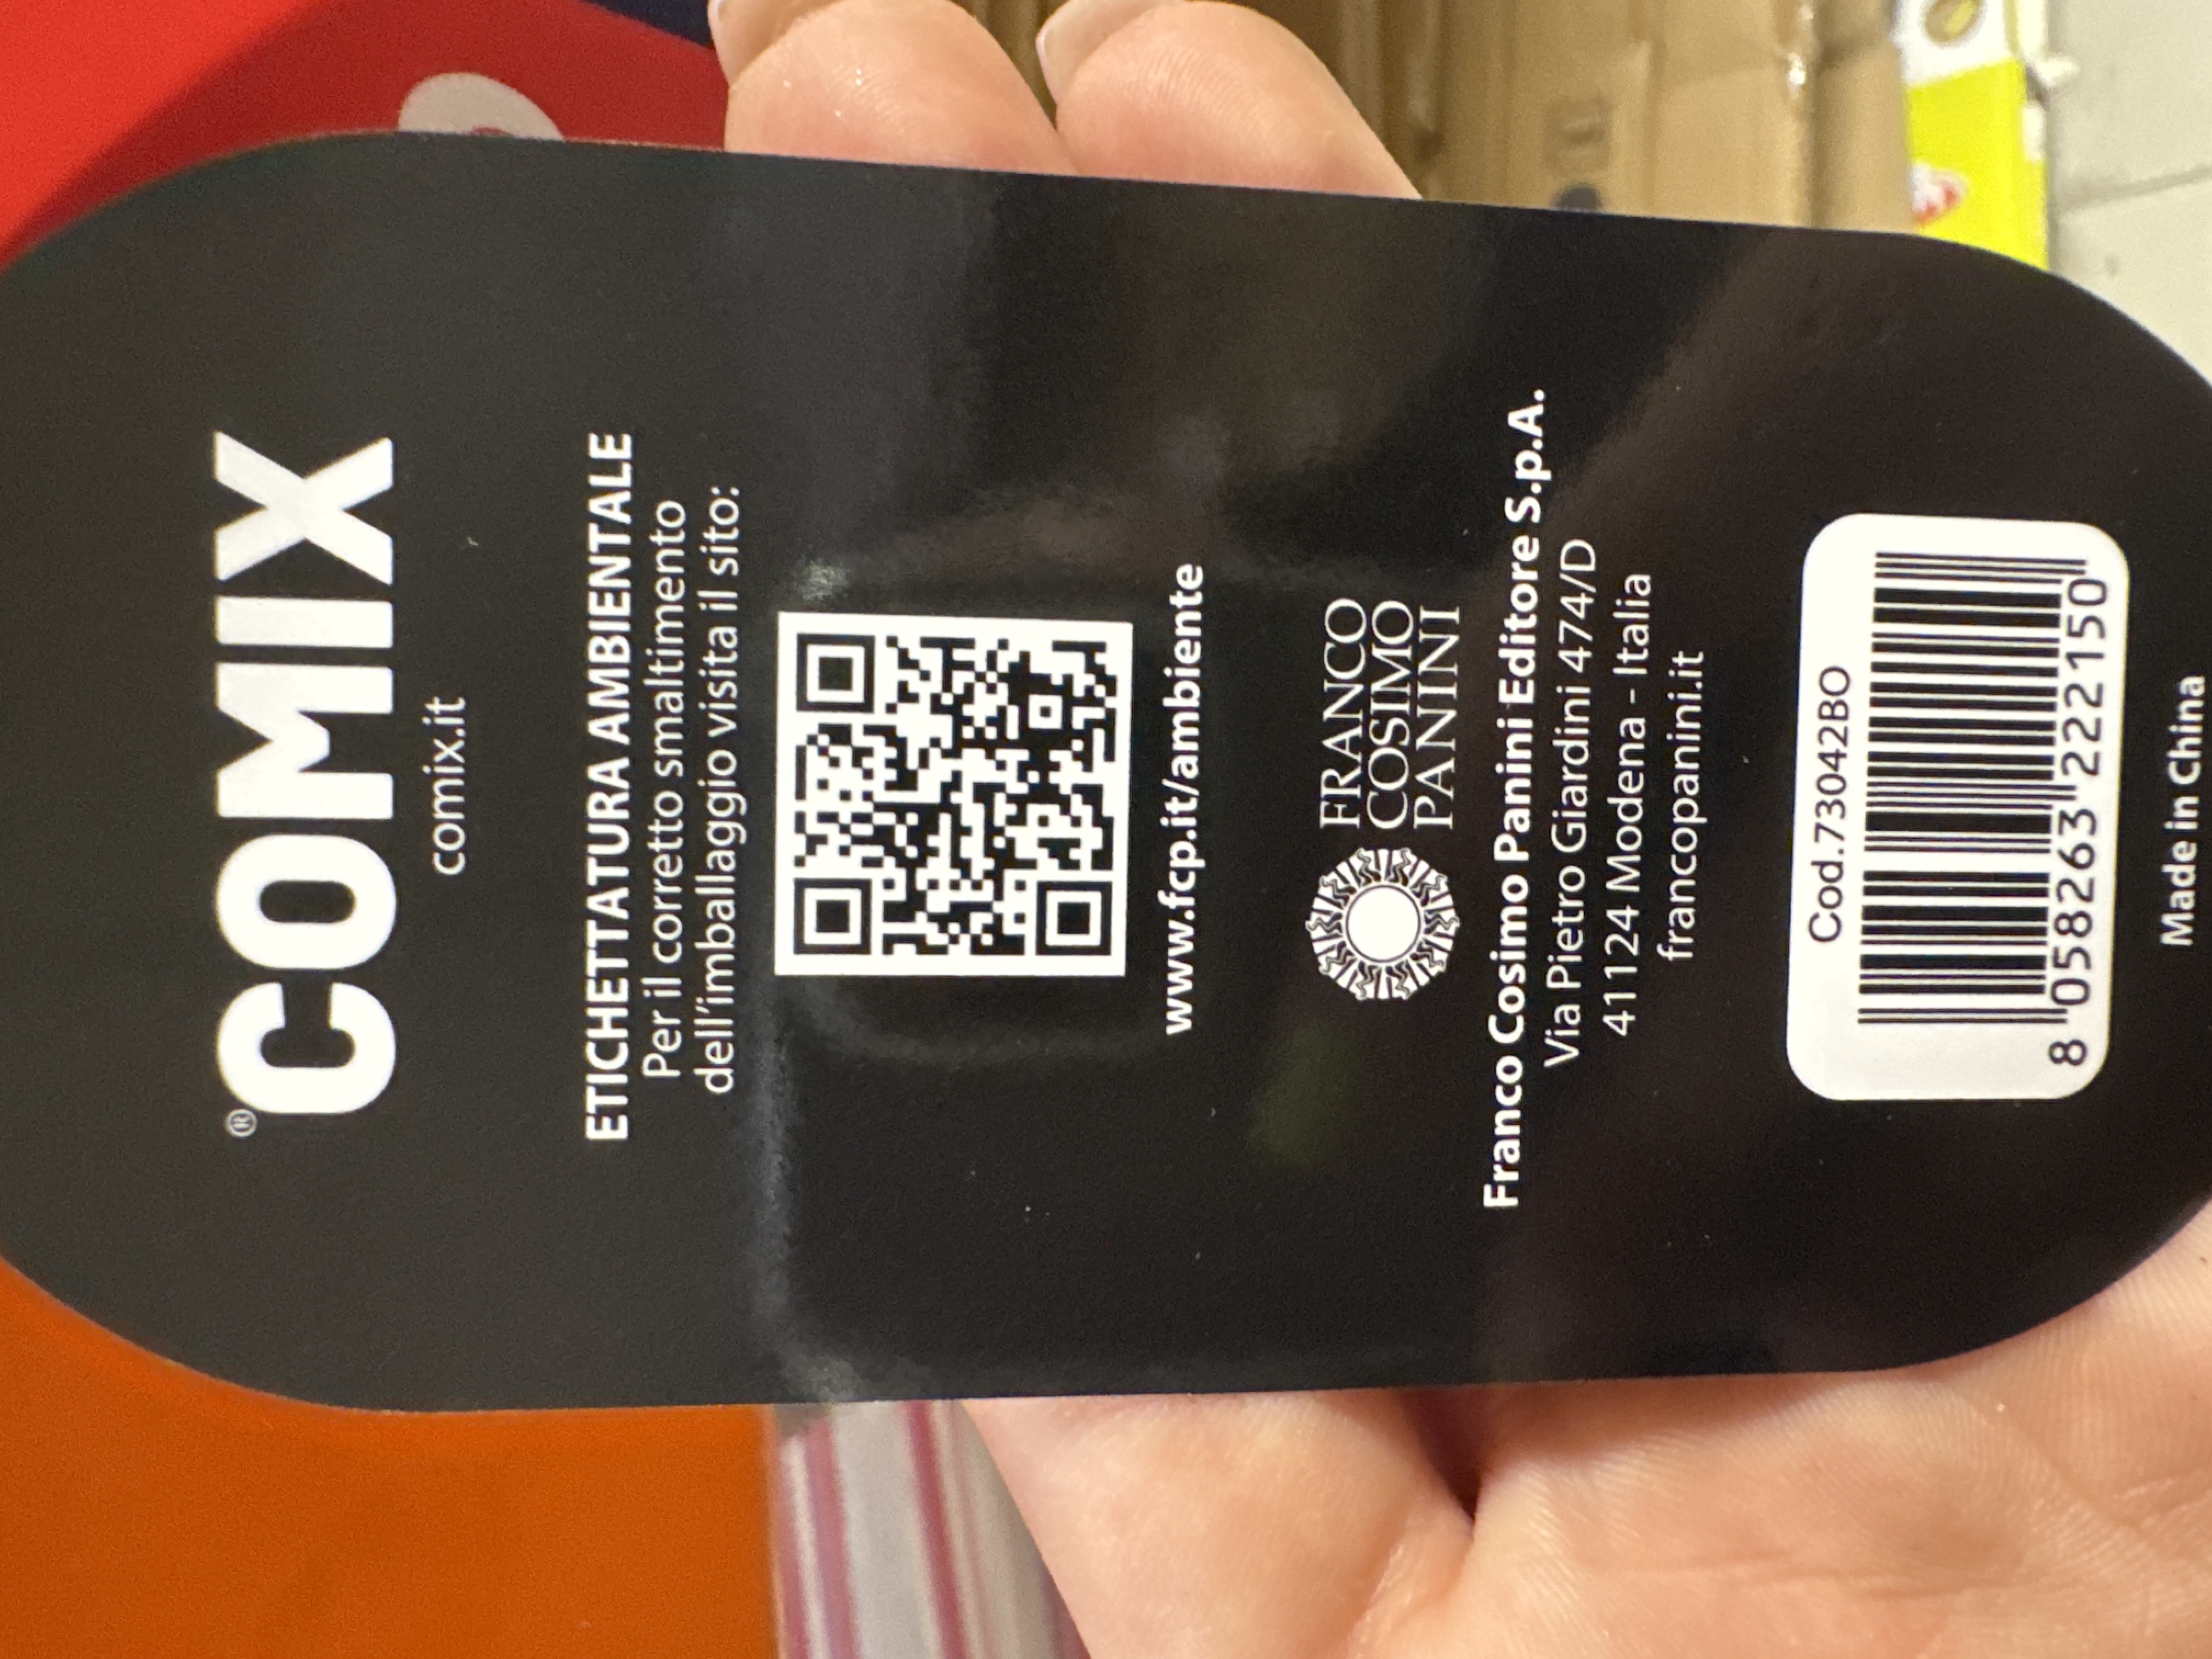 COMIX®
comix.it
ETICHETTATURA AMBIENTALE
Per il corretto smaltimento
dell'imballaggio visita il sito:
www.fcp.it/ambiente
FRANCO
COSIMO
PANINI
Franco Cosimo Panini Editore S.p.A.
Via Pietro Giardini 474/D
41124 Modena - Italia
francopanini.it
Cod.73042BO
8 058263 222150
Made in China